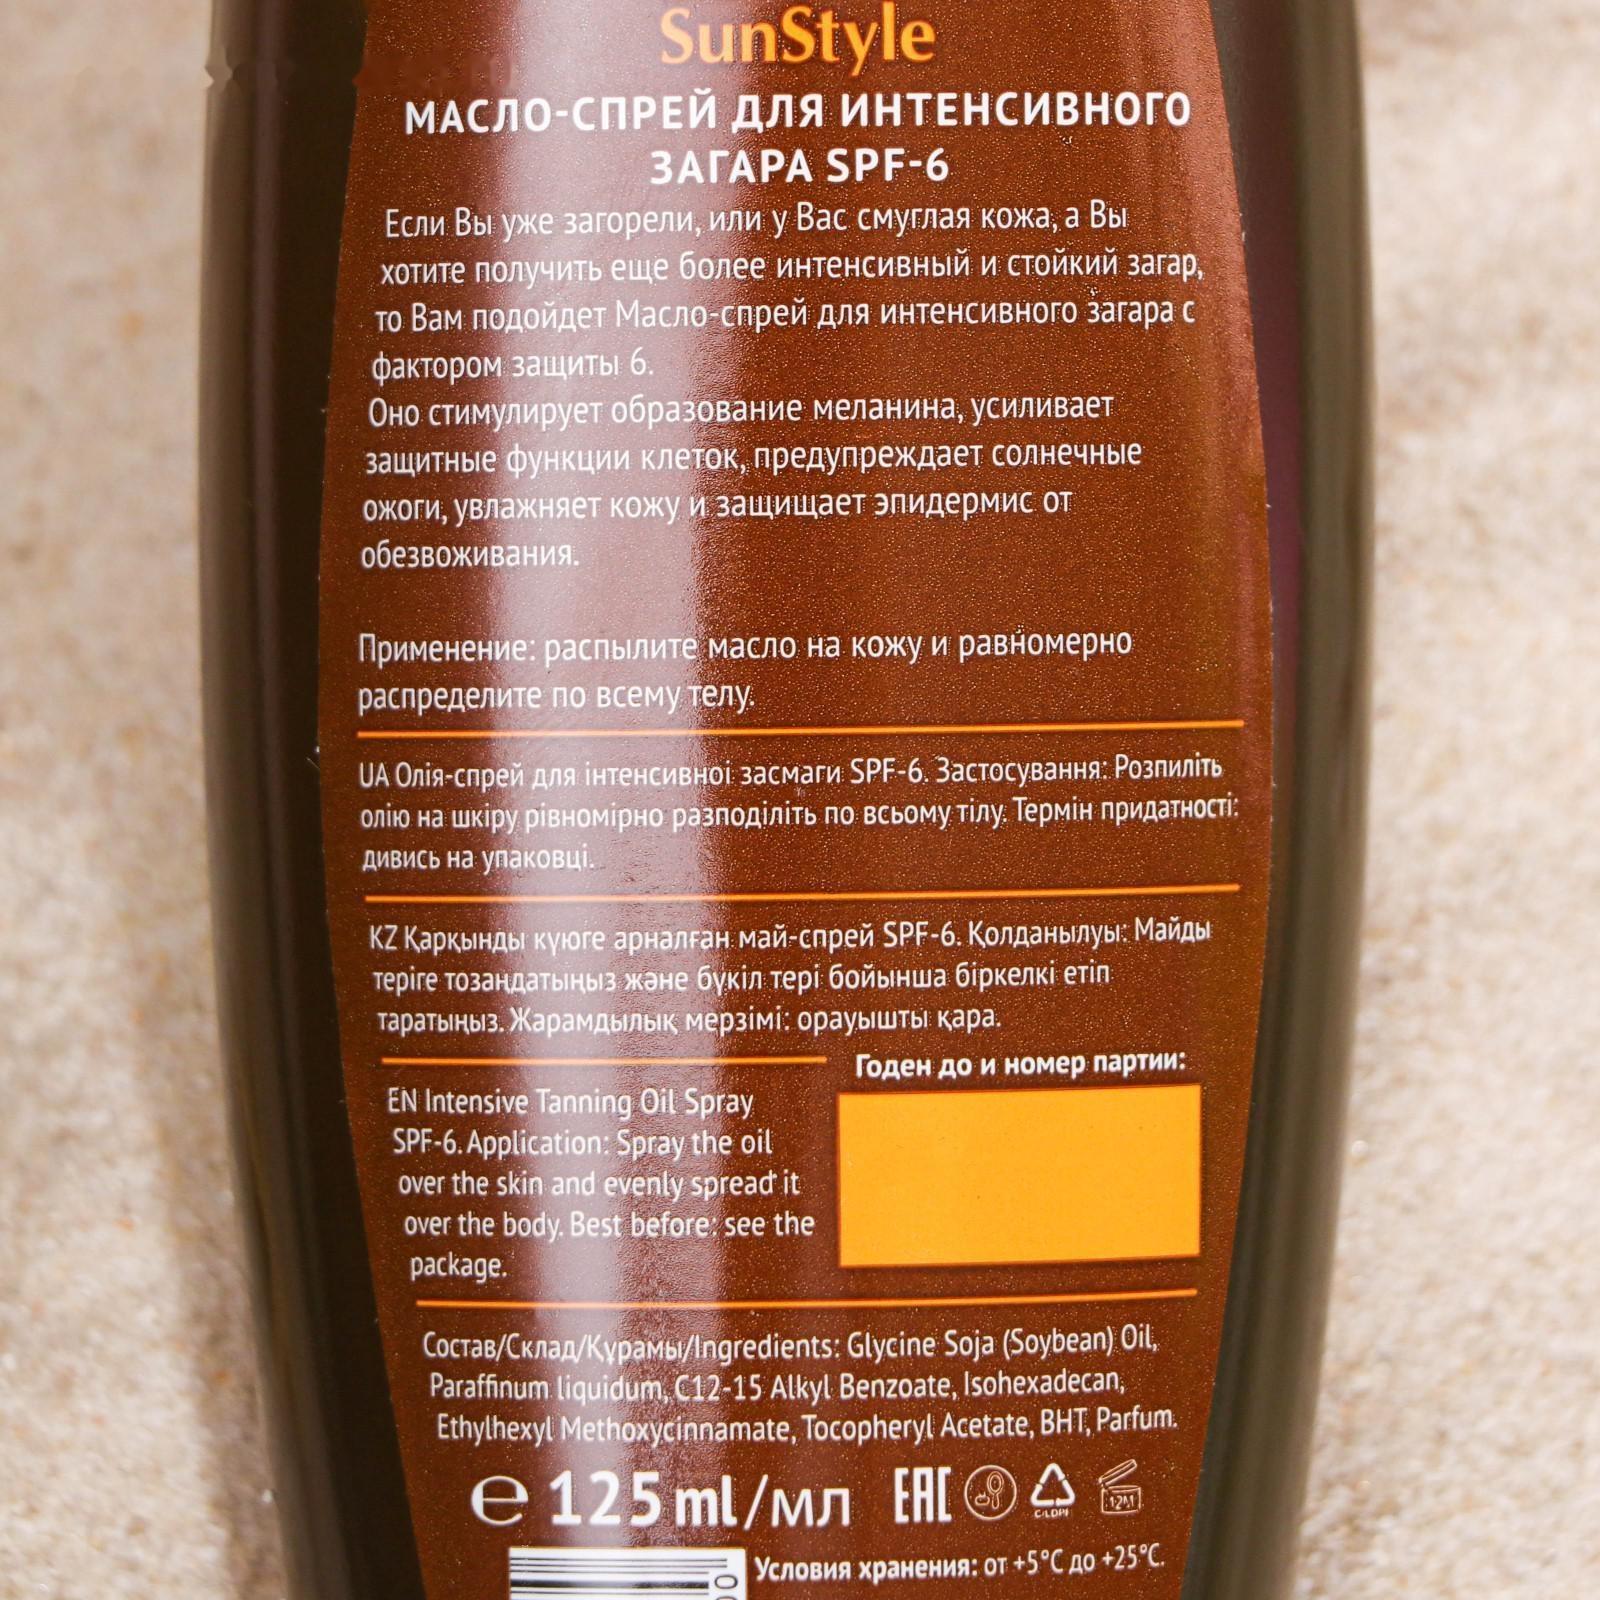 SunStyle
МАСЛО-СПРЕЙ ДЛЯ ИНТЕНСИВНОГО
ЗАГАРА SPF-6
Если Вы уже загорели, или у Вас смуглая кожа, а Вы
хотите получить еще более интенсивный и стойкий загар,
то Вам подойдет Масло-спрей для интенсивного загара с
фактором защиты 6.
Оно стимулирует образование меланина, усиливает
защитные функции клеток, предупреждает солнечные
ожоги, увлажняет кожу и защищает эпидермис от
обезвоживания.
Применение: распылите масло на кожу и равномерно
распределите по всему телу.
UA Олія-спрей для інтенсивної засмаги SPF-6. Застосування: Розпиліть
олію на шкіру рівномірно разподіліть по всьому тілу. Термін придатності:
дивись на упаковці.
KZ Қарқынды күюге арналған май-спрей SPF-6. Қолданылуы: Майды
теріге тозаңдатыңыз және бүкіл тері бойынша біркелкі етіп
таратыңыз. Жарамдылық мерзімі: орауышты қара.
Годен до и номер партии:
EN Intensive Tanning Oil Spray
SPF-6. Application: Spray the oil
over the skin and evenly spread it
over the body. Best before: see the
package.
Состав/Склад/Құрамы/Ingredients: Glycine Soja (Soybean) Oil,
Paraffinum liquidum, C12-15 Alkyl Benzoate, Isohexadecan,
Ethylhexyl Methoxycinnamate, Tocopheryl Acetate, BHT, Parfum.
℮ 125 ml/мл EAC C/LDPE 12M
Условия хранения: от +5°C до +25°C.